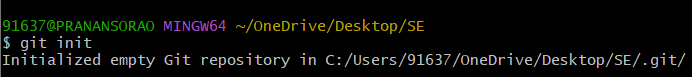 91637@PRANANSORAO MINGW64 ~/OneDrive/Desktop/SE
$ git init
Initialized empty Git repository in C:/Users/91637/OneDrive/Desktop/SE/.git/